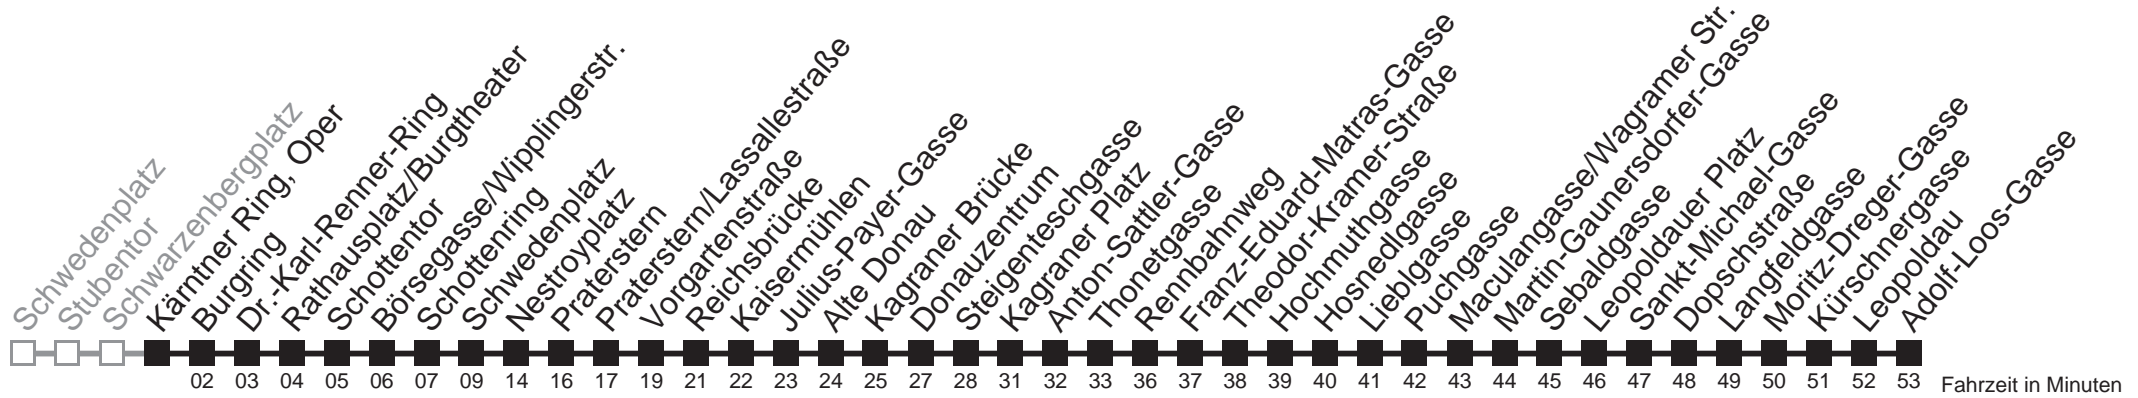 Schwedenplatz
Stubentor
Schwarzenbergplatz
Kärntner Ring, Oper
Burgring
Dr.-Karl-Renner-Ring
Rathausplatz/Burgtheater
Schottentor
Börsegasse/Wipplingerstr.
Schottenring
Schwedenplatz
Nestroyplatz
Praterstern
Praterstern/Lassallestraße
Vorgartenstraße
Reichsbrücke
Kaisermühlen
Julius-Payer-Gasse
Alte Donau
Kagraner Brücke
Donauzentrum
Steigenteschgasse
Kagraner Platz
Anton-Sattler-Gasse
Thonetgasse
Rennbahnweg
Franz-Eduard-Matras-Gasse
Theodor-Kramer-Straße
Hochmuthgasse
Hosnedlgasse
Lieblgasse
Puchgasse
Maculangasse/Wagramer Str.
Martin-Gaunersdorfer-Gasse
Sebaldgasse
Leopoldauer Platz
Sankt-Michael-Gasse
Dopschstraße
Langfeldgasse
Moritz-Dreger-Gasse
Kürschnergasse
Leopoldau
Adolf-Loos-Gasse
02 03 04 05 06 07 09 14 16 17 19 21 22 23 24 25 27 28 31 32 33 36 37 38 39 40 41 42 43 44 45 46 47 48 49 50 51 52 53 Fahrzeit in Minuten